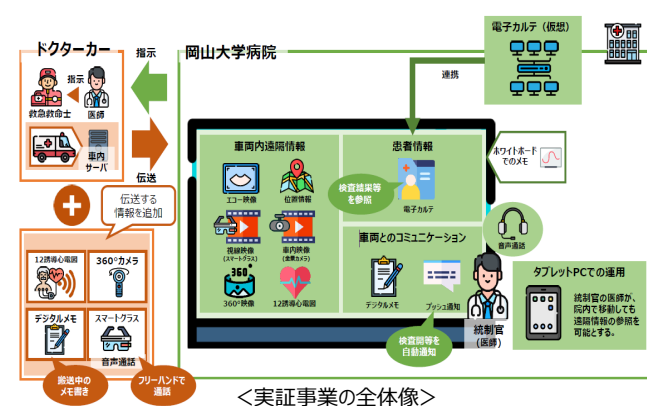 ドクターカー
指示
救急救命士
医師
車内
サーバ
指示
伝送
伝送する
情報を追加
12誘導心電図
360°カメラ
デジタルメモ
スマートグラス
音声通話
搬送中の
メモ書き
フリーハンドで
通話
岡山大学病院
電子カルテ（仮想）
連携
車両内遠隔情報
エコー映像
位置情報
視線映像
(スマートグラス)
車内映像
360°
360°映像
12誘導心電図
患者情報
検査結果等
を参照
電子カルテ
ホワイトボード
でのメモ
車両とのコミュニケーション
デジタルメモ
プッシュ通知
検査開等を
自動通知
音声通話
統制官
(医師)
タブレットPCでの運用
統制官の医師が、
院内で移動しても
遠隔情報の参照を
可能とする。
＜実証事業の全体像＞